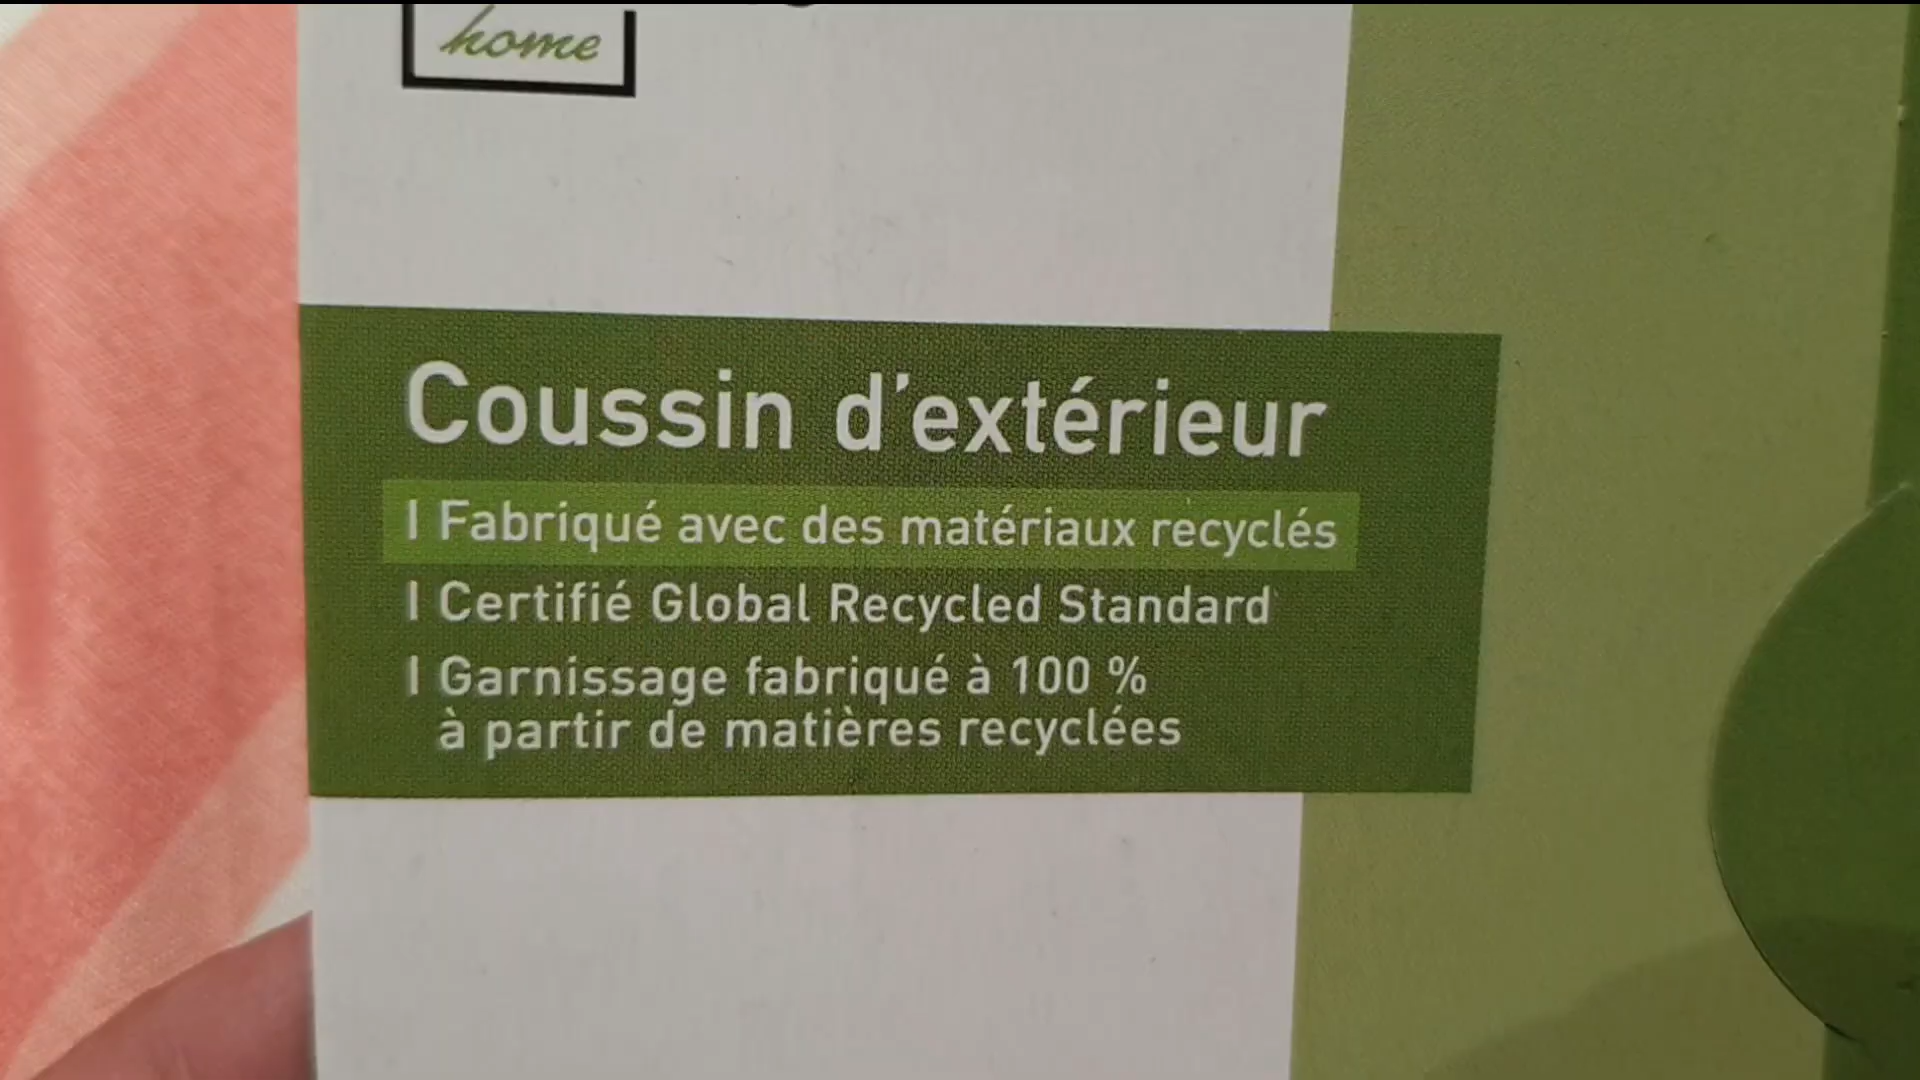 home
Coussin d'extérieur
I Fabriqué avec des matériaux recyclés
I Certifié Global Recycled Standard
I Garnissage fabriqué à 100 %
à partir de matières recyclées